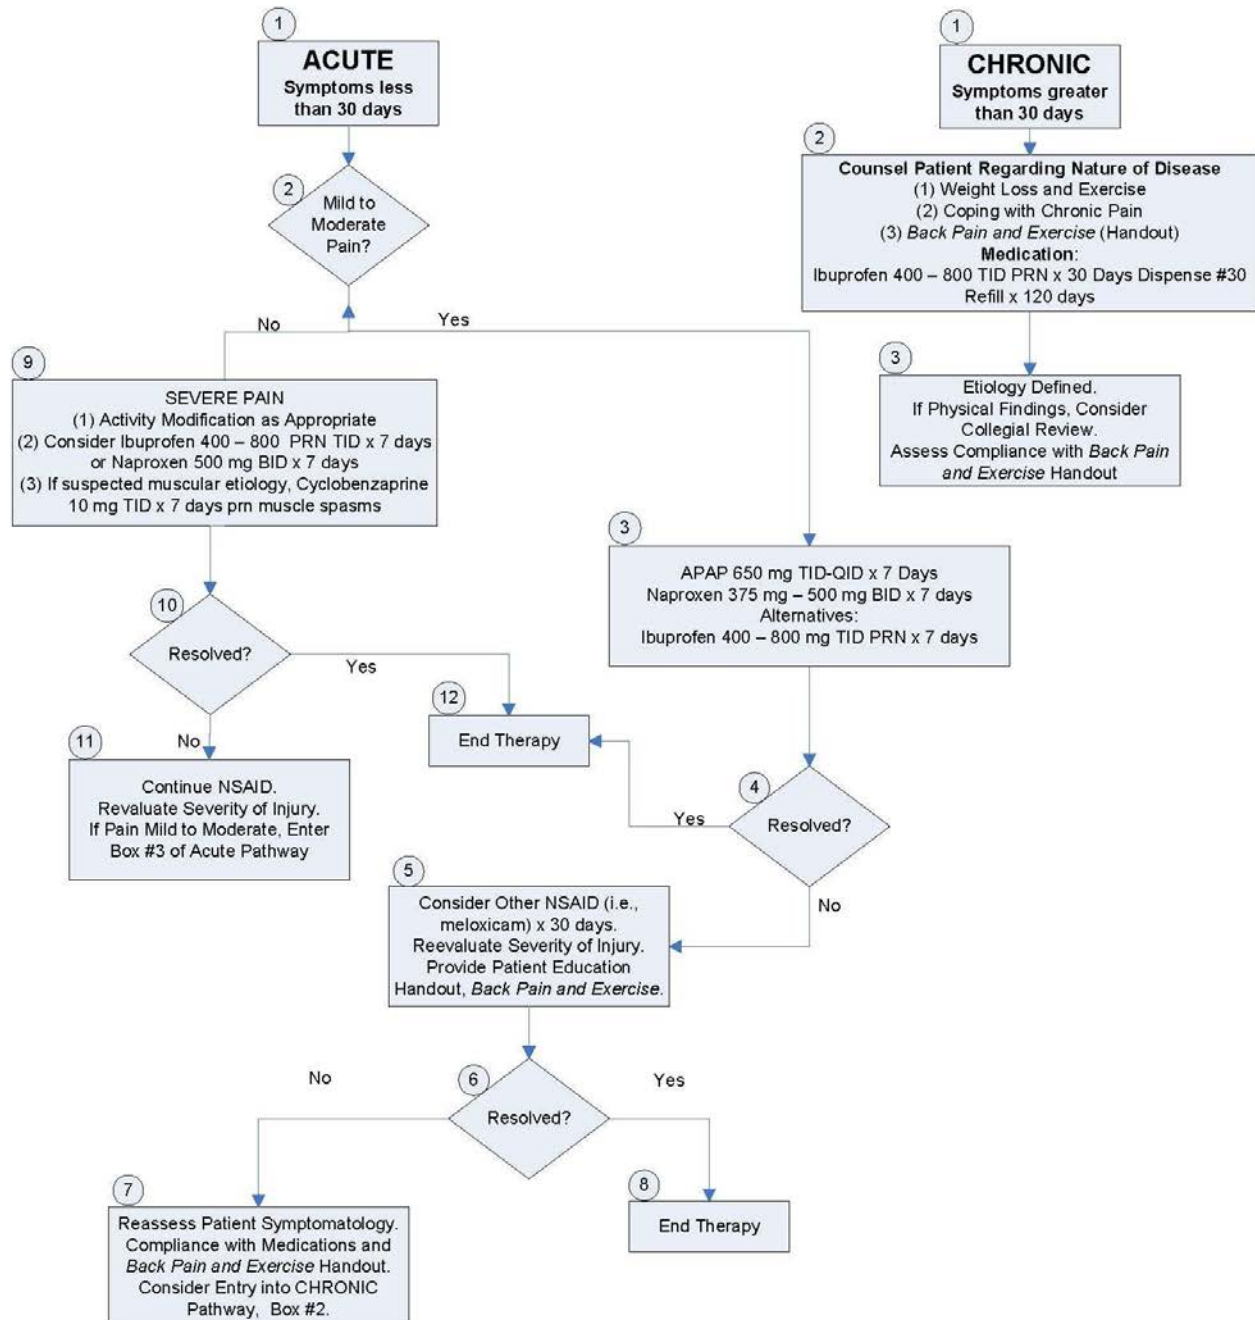 1
ACUTE
Symptoms less
than 30 days
2
Mild to
Moderate
Pain?
No
Yes
9
SEVERE PAIN
(1) Activity Modification as Appropriate
(2) Consider Ibuprofen 400 – 800 PRN TID x 7 days
or Naproxen 500 mg BID x 7 days
(3) If suspected muscular etiology, Cyclobenzaprine
10 mg TID x 7 days prn muscle spasms
10
Resolved?
Yes
No
11
Continue NSAID.
Revaluate Severity of Injury.
If Pain Mild to Moderate, Enter
Box #3 of Acute Pathway
12
End Therapy
3
APAP 650 mg TID-QID x 7 Days
Naproxen 375 mg – 500 mg BID x 7 days
Alternatives:
Ibuprofen 400 – 800 mg TID PRN x 7 days
4
Resolved?
Yes
No
5
Consider Other NSAID (i.e.,
meloxicam) x 30 days.
Reevaluate Severity of Injury.
Provide Patient Education
Handout, Back Pain and Exercise.
6
Resolved?
No
Yes
7
Reassess Patient Symptomatology.
Compliance with Medications and
Back Pain and Exercise Handout.
Consider Entry into CHRONIC
Pathway, Box #2.
8
End Therapy
1
CHRONIC
Symptoms greater
than 30 days
2
Counsel Patient Regarding Nature of Disease
(1) Weight Loss and Exercise
(2) Coping with Chronic Pain
(3) Back Pain and Exercise (Handout)
Medication:
Ibuprofen 400 – 800 TID PRN x 30 Days Dispense #30
Refill x 120 days
3
Etiology Defined.
If Physical Findings, Consider
Collegial Review.
Assess Compliance with Back Pain
and Exercise Handout